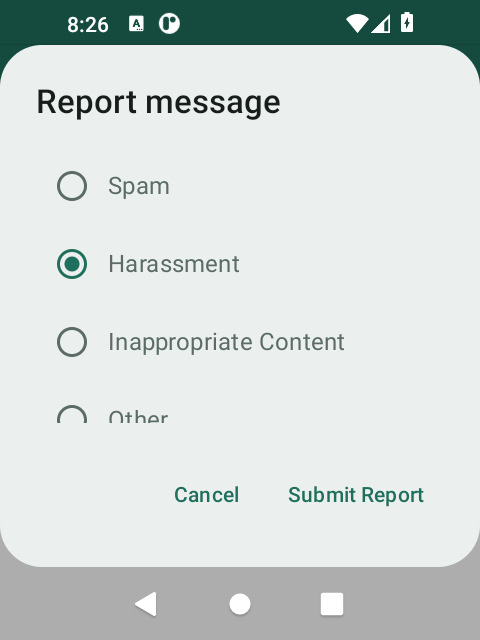 8:26
Report message
Spam
Harassment
Inappropriate Content
Other
Cancel
Submit Report